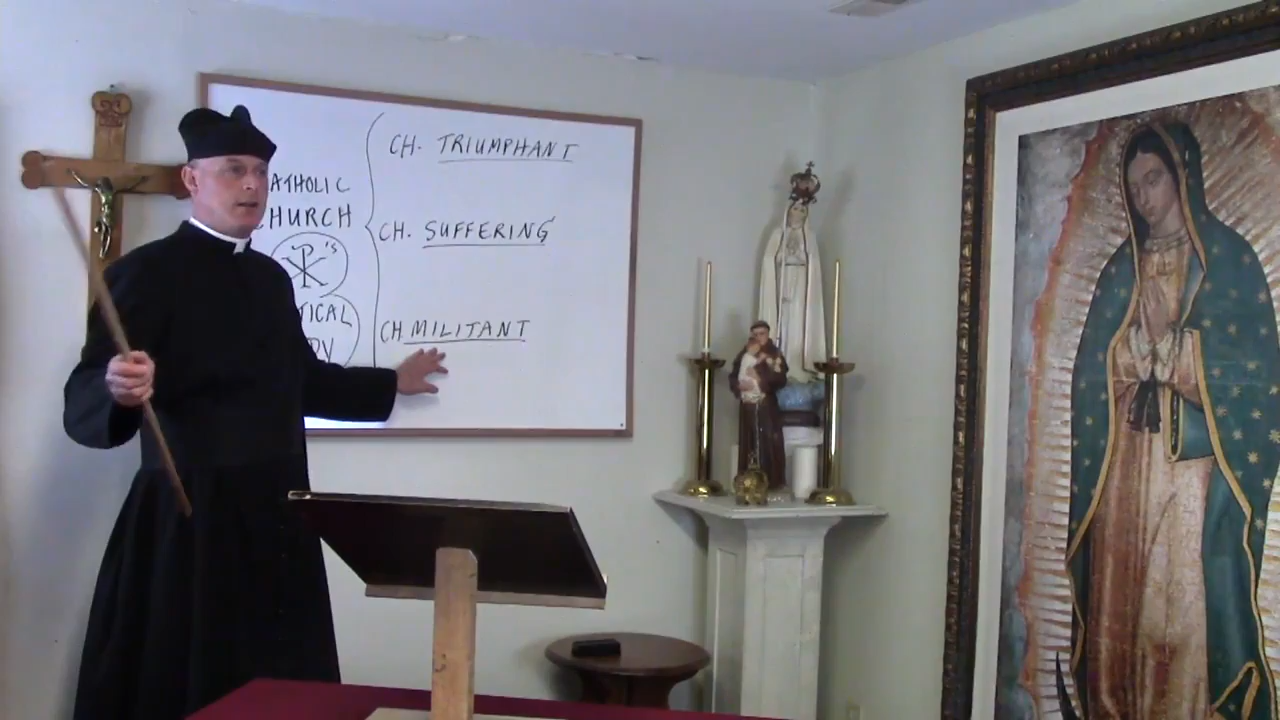 CH. TRIUMPHANT
ATHOLIC
HURCH
CH. SUFFERING
☧'s
TICAL
CH. MILITANT